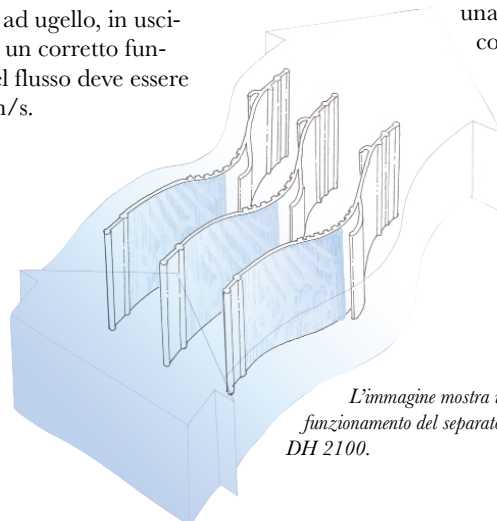 ad ugello, in usci-
un corretto fun-
el flusso deve essere
/s.
una
co
L'immagine mostra i
funzionamento del separato
DH 2100.